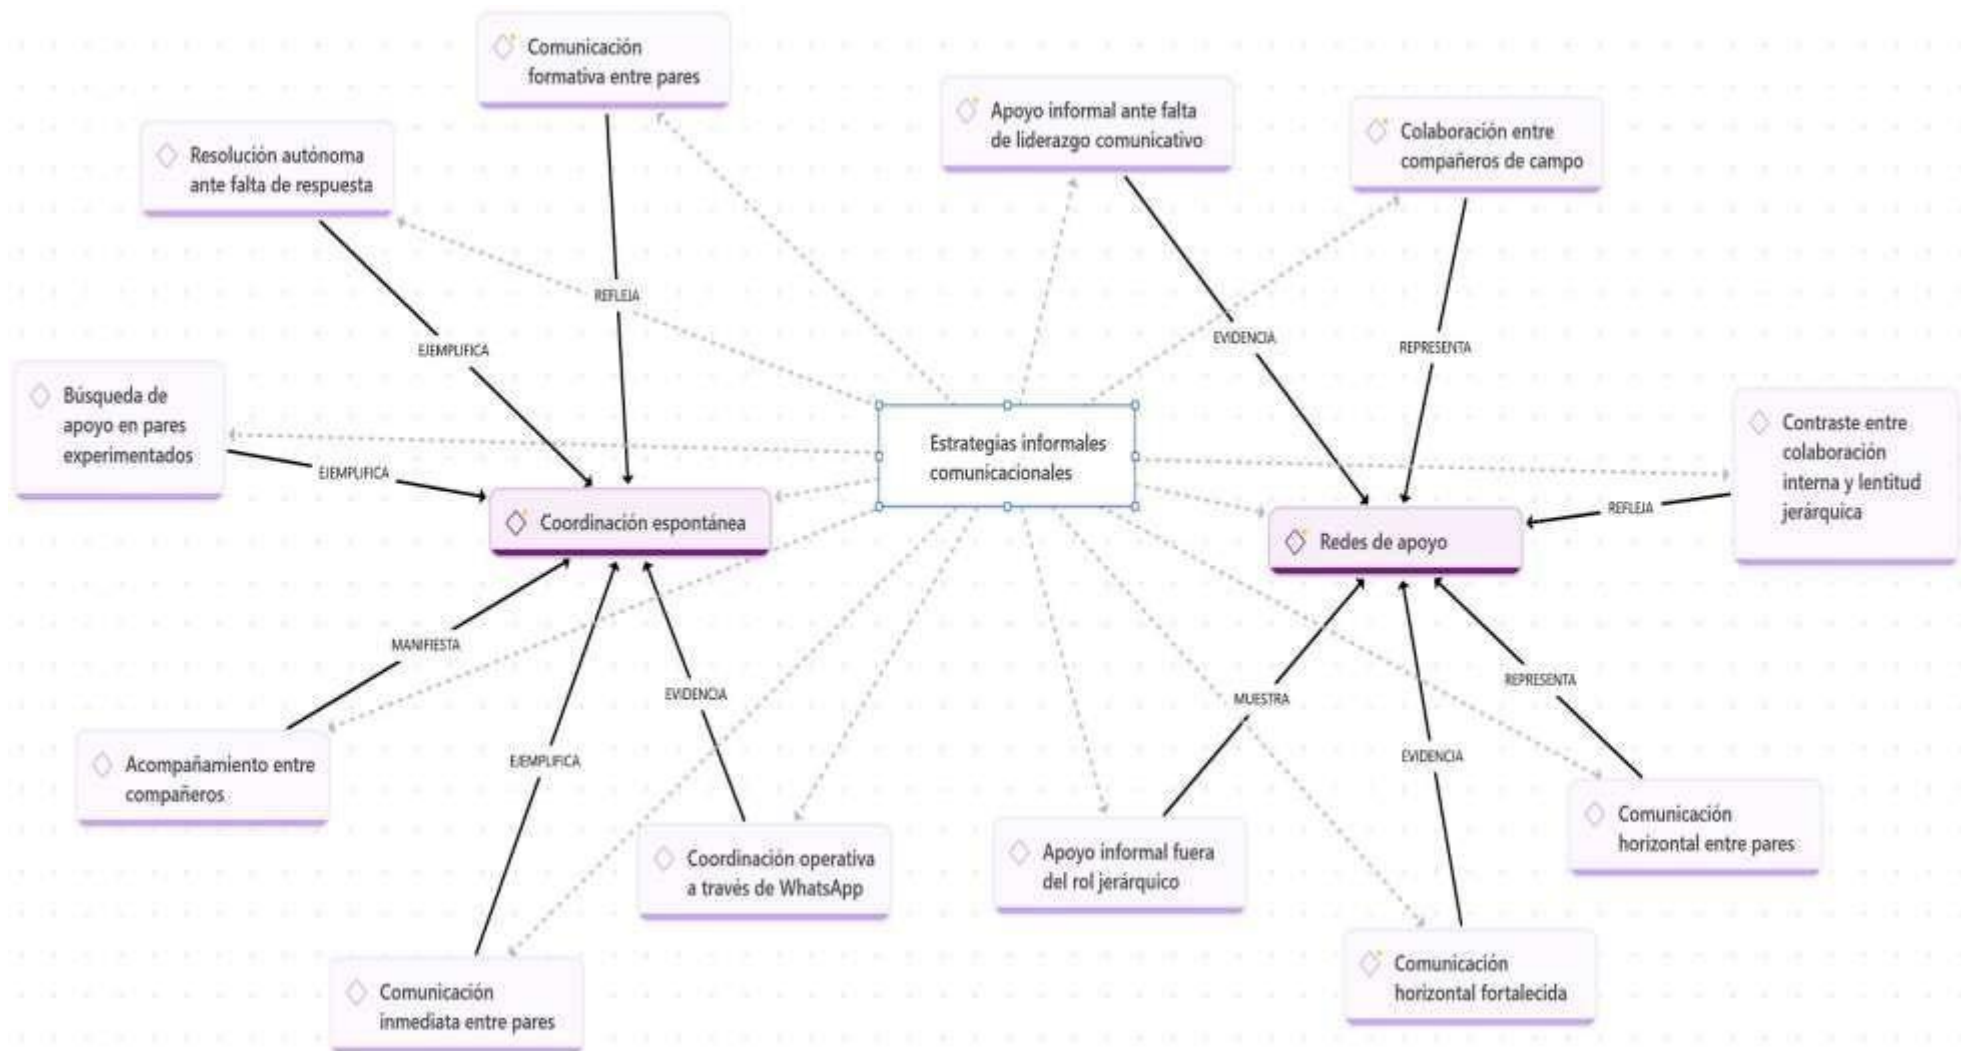 Comunicación
formativa entre pares
Apoyo informal ante falta
de liderazgo comunicativo
Colaboración entre
compañeros de campo
Resolución autónoma
ante falta de respuesta
REFLEJA
EVIDENCIA
REPRESENTA
EJEMPLIFICA
Búsqueda de
apoyo en pares
experimentados
EJEMPLIFICA
Estrategias informales
comunicacionales
Contraste entre
colaboración
interna y lentitud
jerárquica
REFLEJA
Coordinación espontánea
Redes de apoyo
MANIFIESTA
EVIDENCIA
EJEMPLIFICA
MUESTRA
EVIDENCIA
REPRESENTA
Acompañamiento entre
compañeros
Coordinación operativa
a través de WhatsApp
Apoyo informal fuera
del rol jerárquico
Comunicación
horizontal entre pares
Comunicación
inmediata entre pares
Comunicación
horizontal fortalecida